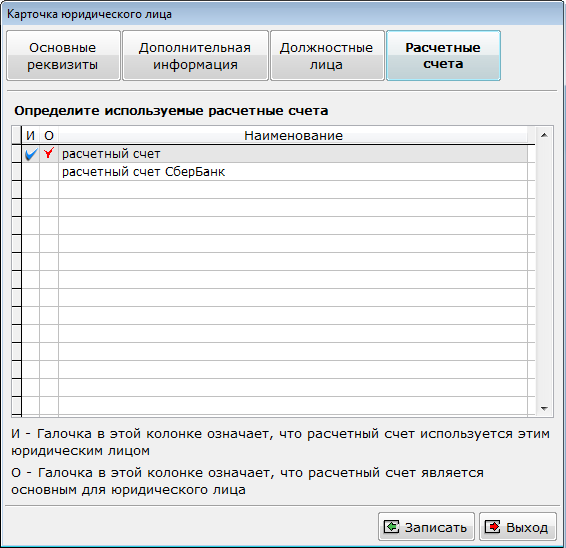 Карточка юридического лица
Основные
реквизиты
Дополнительная
информация
Должностные
лица
Расчетные
счета
Определите используемые расчетные счета
И О Наименование
расчетный счет
расчетный счет СберБанк
И - Галочка в этой колонке означает, что расчетный счет используется этим
юридическим лицом
О - Галочка в этой колонке означает, что расчетный счет является
основным для юридического лица
Записать Выход